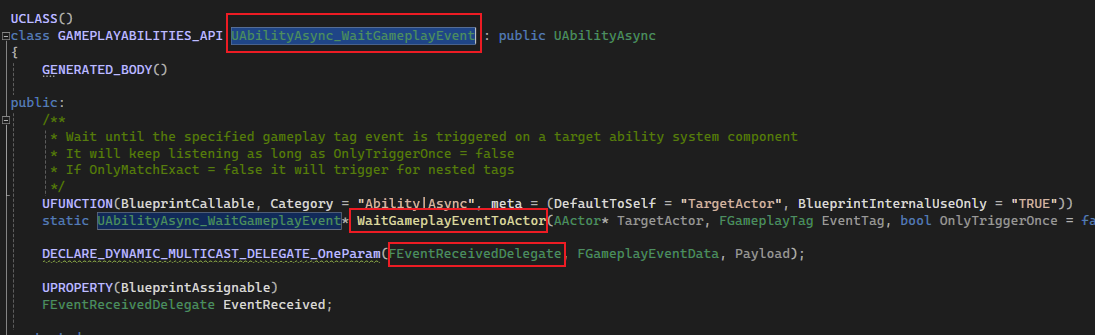 UCLASS()
class GAMEPLAYABILITIES_API UAbilityAsync_WaitGameplayEvent : public UAbilityAsync
{
GENERATED_BODY()
public:
/**
* Wait until the specified gameplay tag event is triggered on a target ability system component
* It will keep listening as long as OnlyTriggerOnce = false
* If OnlyMatchExact = false it will trigger for nested tags
*/
UFUNCTION(BlueprintCallable, Category = "Ability|Async", meta = (DefaultToSelf = "TargetActor", BlueprintInternalUseOnly = "TRUE"))
static UAbilityAsync_WaitGameplayEvent* WaitGameplayEventToActor(AActor* TargetActor, FGameplayTag EventTag, bool OnlyTriggerOnce = fa
DECLARE_DYNAMIC_MULTICAST_DELEGATE_OneParam(FEventReceivedDelegate, FGameplayEventData, Payload);
UPROPERTY(BlueprintAssignable)
FEventReceivedDelegate EventReceived;